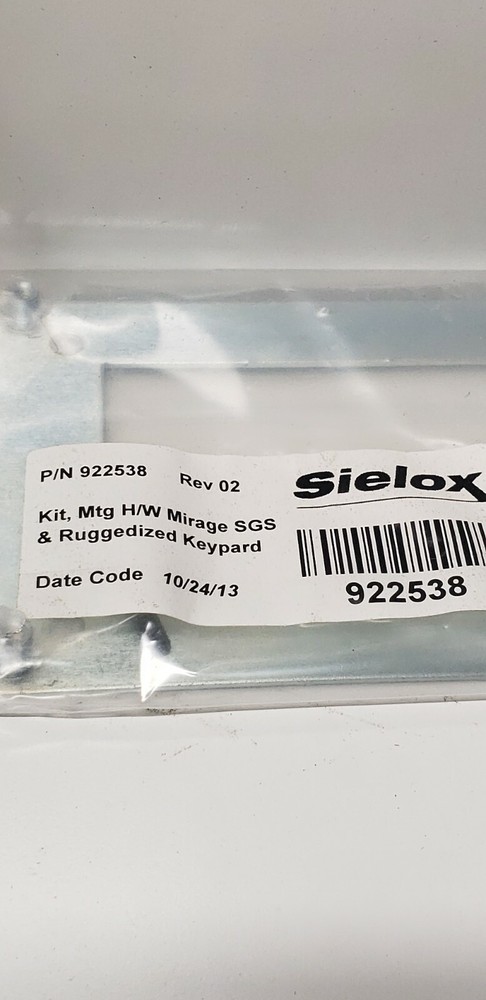 P/N 922538 Rev 02
Sielox
Kit, Mtg H/W Mirage SGS
& Ruggedized Keypard
Date Code 10/24/13
922538